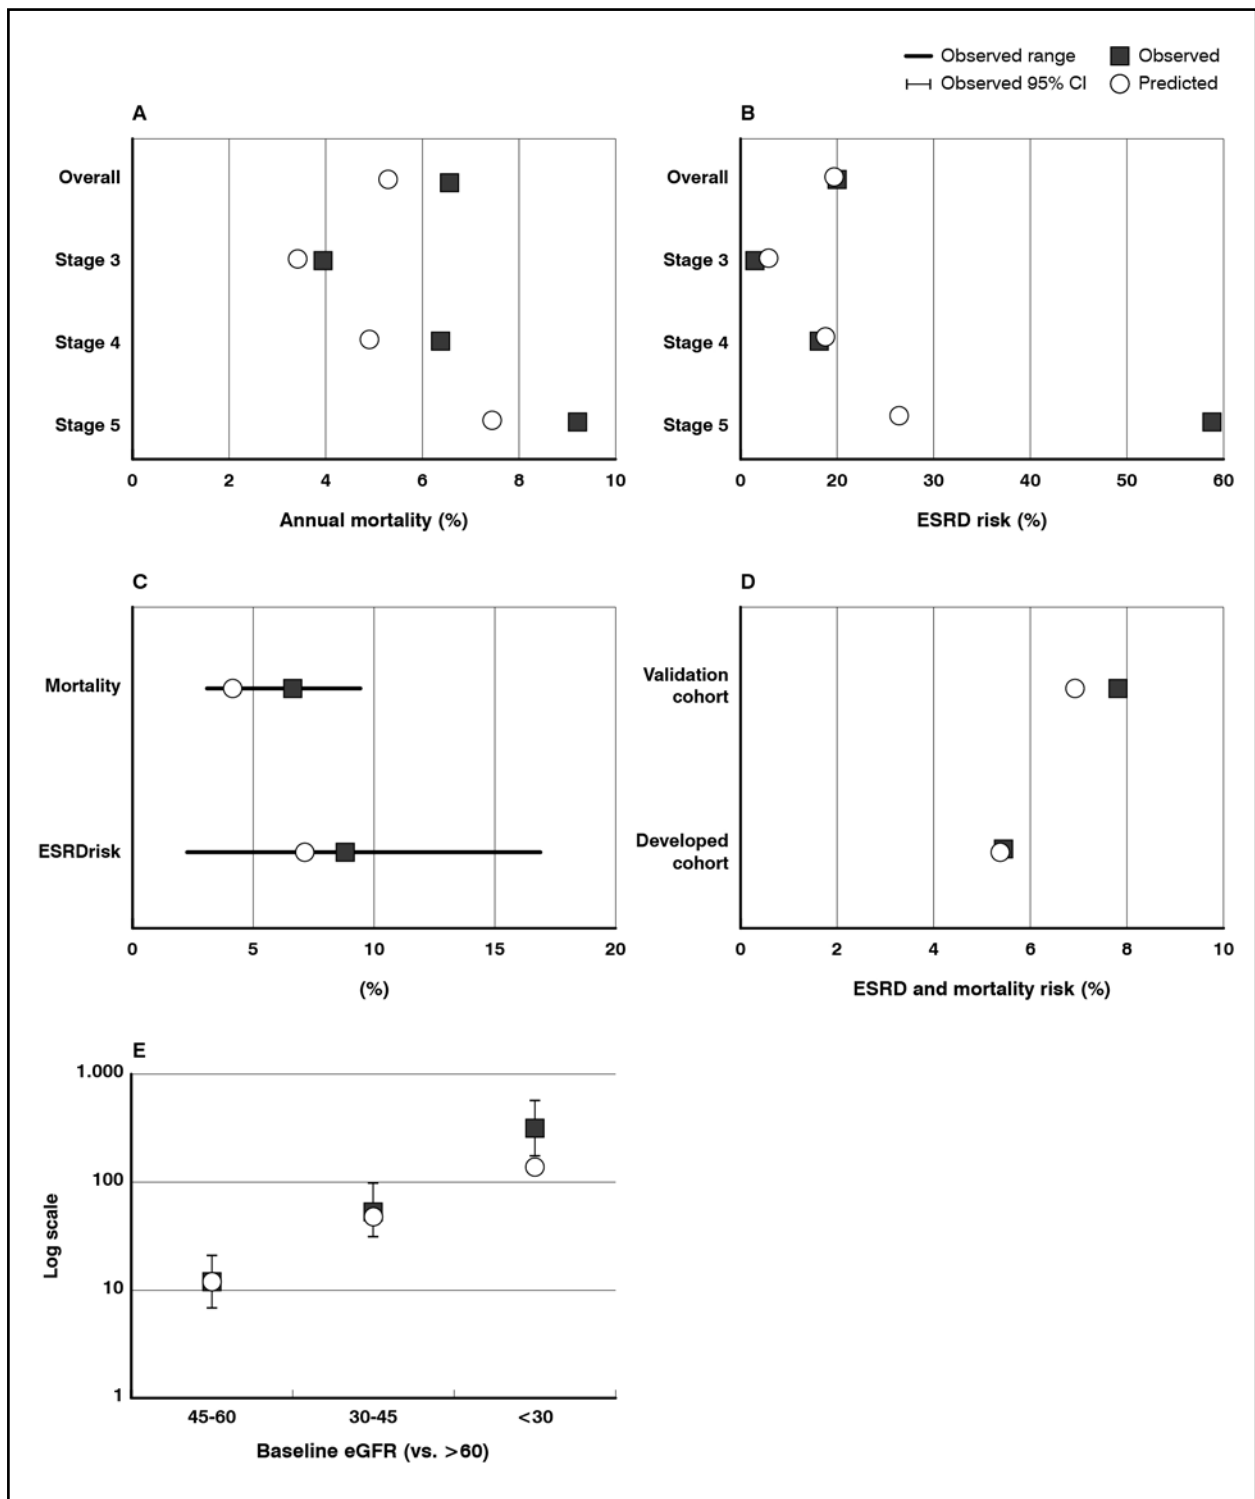 Observed range
Observed
Observed 95% CI
Predicted
A
Overall
Stage 3
Stage 4
Stage 5
0 2 4 6 8 10
Annual mortality (%)
B
Overall
Stage 3
Stage 4
Stage 5
0 20 30 40 50 60
ESRD risk (%)
C
Mortality
ESRDrisk
0 5 10 15 20
(%)
D
Validation
cohort
Developed
cohort
0 2 4 6 8 10
ESRD and mortality risk (%)
E
1.000
100
10
1
Log scale
45-60 30-45 <30
Baseline eGFR (vs. >60)